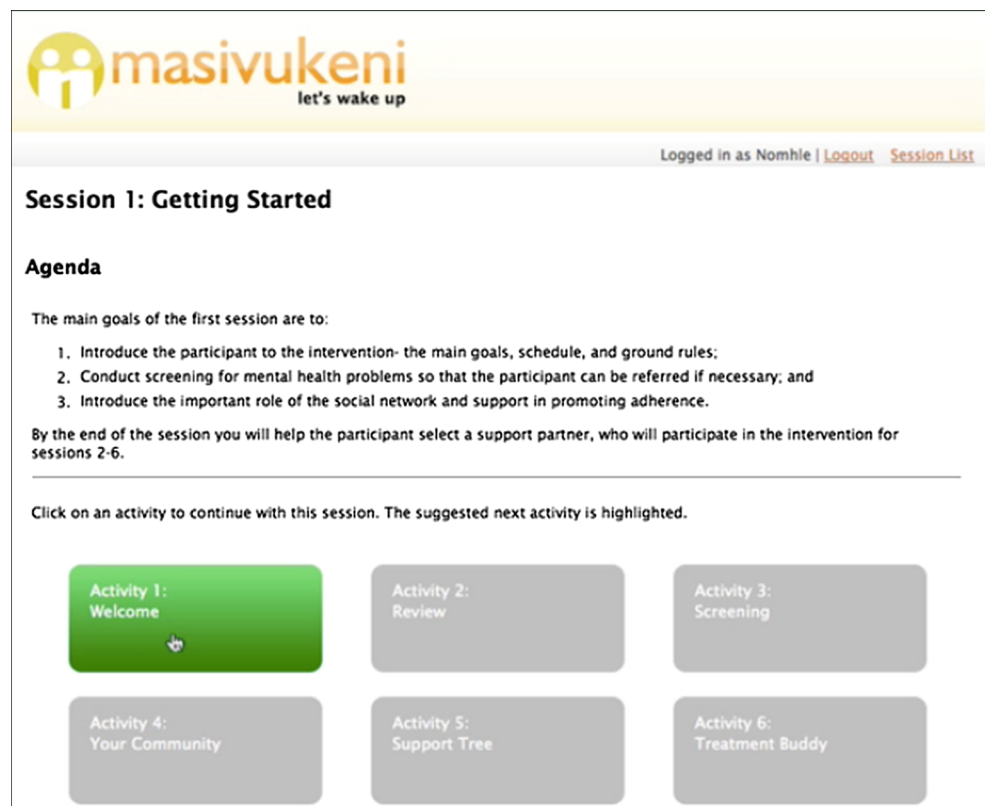 masivukeni
let's wake up
Logged in as Nomhle | Logout Session List
Session 1: Getting Started
Agenda
The main goals of the first session are to:
1. Introduce the participant to the intervention- the main goals, schedule, and ground rules;
2. Conduct screening for mental health problems so that the participant can be referred if necessary; and
3. Introduce the important role of the social network and support in promoting adherence.
By the end of the session you will help the participant select a support partner, who will participate in the intervention for
sessions 2-6.
Click on an activity to continue with this session. The suggested next activity is highlighted.
Activity 1:
Welcome
Activity 2:
Review
Activity 3:
Screening
Activity 4:
Your Community
Activity 5:
Support Tree
Activity 6:
Treatment Buddy